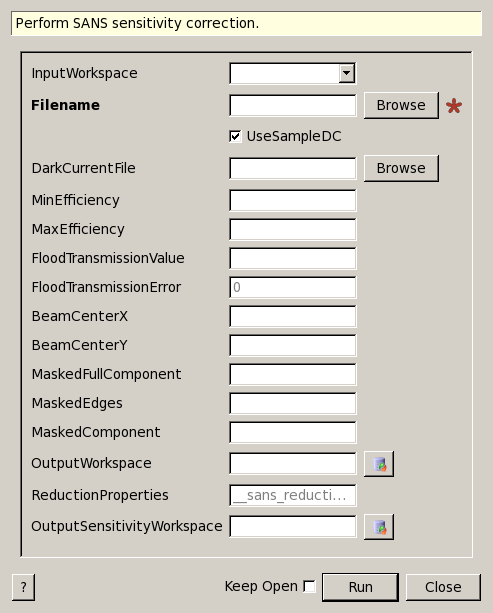 Perform SANS sensitivity correction.
InputWorkspace
Filename Browse
UseSampleDC
DarkCurrentFile Browse
MinEfficiency
MaxEfficiency
FloodTransmissionValue
FloodTransmissionError 0
BeamCenterX
BeamCenterY
MaskedFullComponent
MaskedEdges
MaskedComponent
OutputWorkspace
ReductionProperties __sans_reducti...
OutputSensitivityWorkspace
? Keep Open Run Close